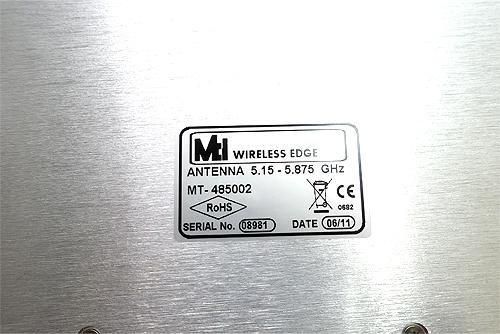 MTI WIRELESS EDGE
ANTENNA 5.15 - 5.875 GHz
MT- 485002
CE
RoHS
0682
SERIAL No. 08981 DATE 06/11